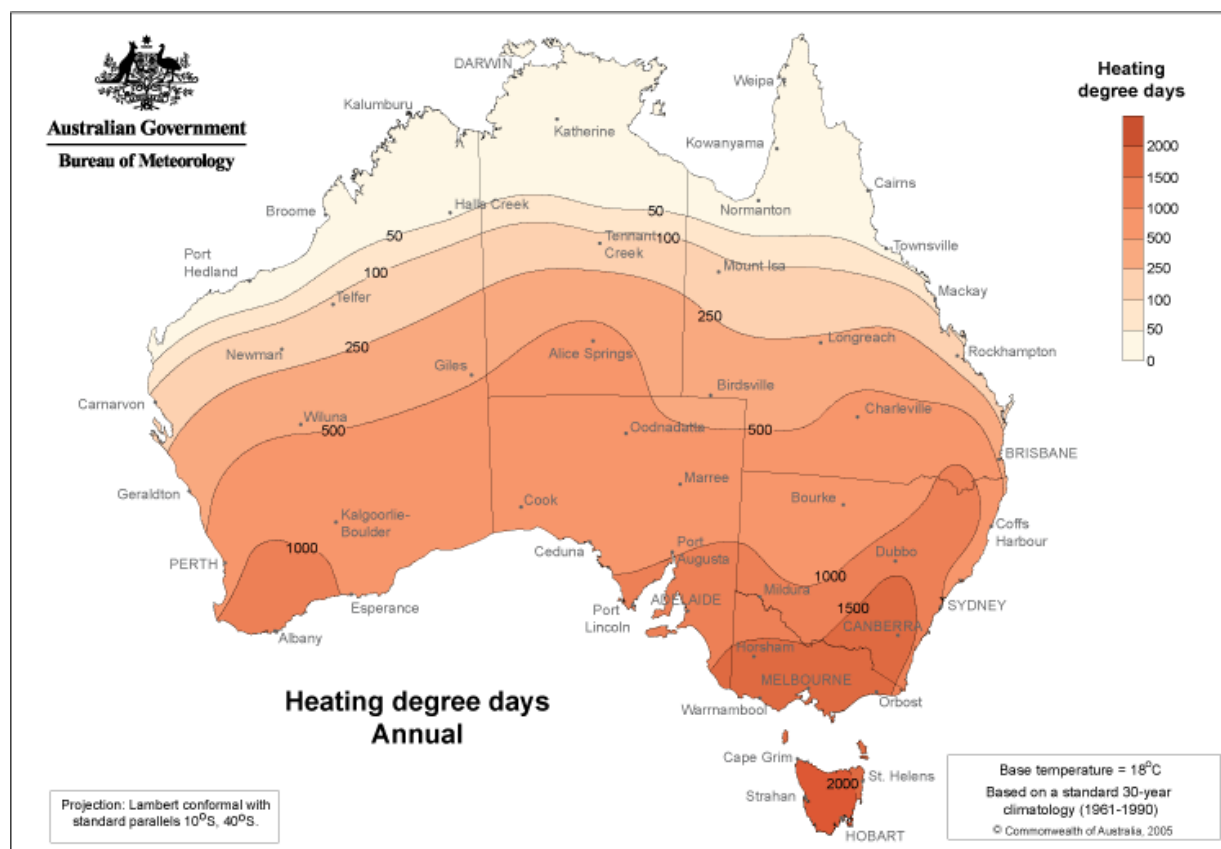 Australian Government
Bureau of Meteorology
DARWIN
Weipa
Kalumburu
Katherine
Kowanyama
Cairns
Broome
Halls Creek
50
Normanton
50
Tennant
Creek
100
Townsville
Port
Hedland
100
Mount Isa
Telfer
Mackay
250
Newman
250
Longreach
Alice Springs
Rockhampton
Giles
Carnarvon
Birdsville
Charleville
Wiluna
500
Oodnadatte
500
BRISBANE
Geraldton
Marree
Cook
Bourke
Kalgoorlie-
Boulder
Coffs
Harbour
1000
Ceduna
Port
Augusta
Dubbo
PERTH
1000
Mildura
Esperance
Port
Lincoln
ADELAIDE
1500
SYDNEY
Albany
CANBERRA
Horsham
MELBOURNE
Warrnambool
Orbost
Cape Grim
2000
St. Helens
Strahan
HOBART
Heating
degree days
2000
1500
1000
500
250
100
50
0
Heating degree days
Annual
Projection: Lambert conformal with
standard parallels 10°S, 40°S.
Base temperature = 18°C
Based on a standard 30-year
climatology (1961-1990)
© Commonwealth of Australia, 2005